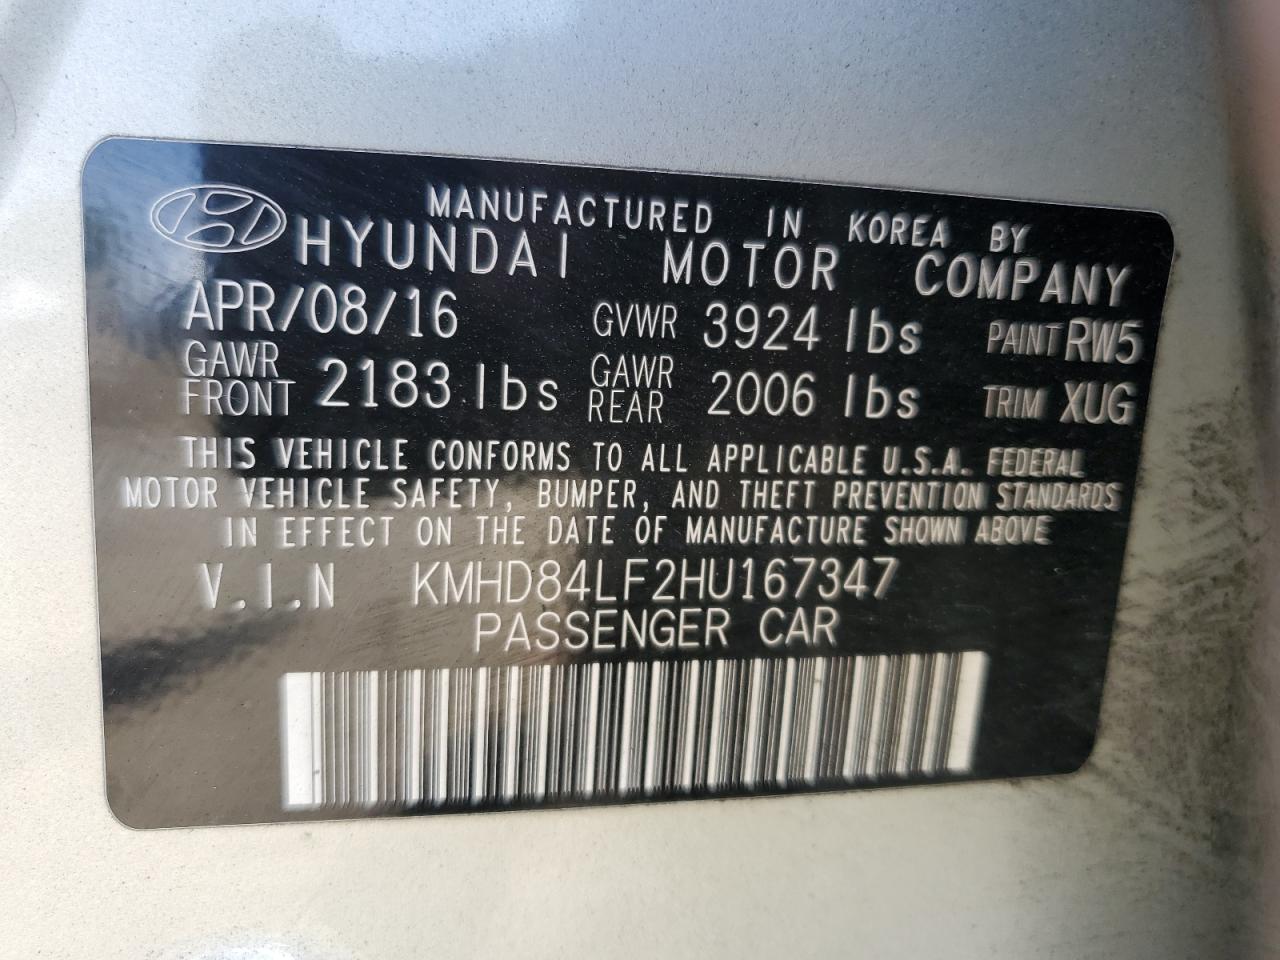 MANUFACTURED IN KOREA BY
HYUNDAI MOTOR COMPANY
APR/08/16 GVWR 3924 lbs PAINT RW5
GAWR FRONT 2183 lbs GAWR REAR 2006 lbs TRIM XUG
THIS VEHICLE CONFORMS TO ALL APPLICABLE U.S.A. FEDERAL
MOTOR VEHICLE SAFETY, BUMPER, AND THEFT PREVENTION STANDARDS
IN EFFECT ON THE DATE OF MANUFACTURE SHOWN ABOVE
V.I.N KMHD84LF2HU167347
PASSENGER CAR